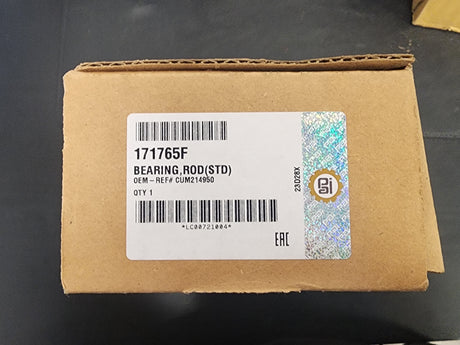 171765F
BEARING,ROD(STD)
OEM - REF# CUM214950
QTY 1
*LC00721004*
23D28X
EAC